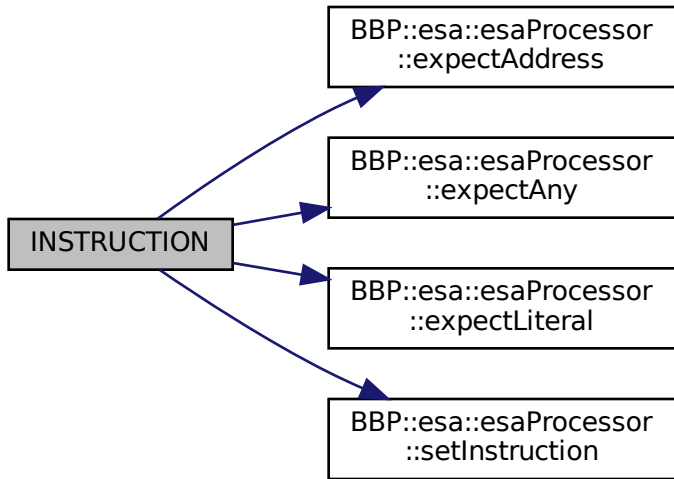 BBP::esa::esaProcessor
::expectAddress
BBP::esa::esaProcessor
::expectAny
INSTRUCTION
BBP::esa::esaProcessor
::expectLiteral
BBP::esa::esaProcessor
::setInstruction